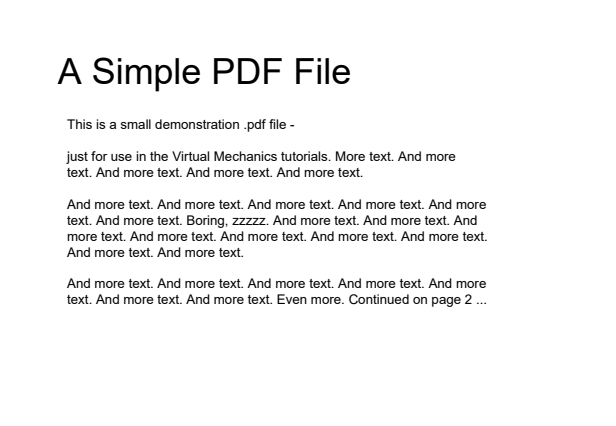 A Simple PDF File
This is a small demonstration .pdf file -
just for use in the Virtual Mechanics tutorials. More text. And more
text. And more text. And more text. And more text.
And more text. And more text. And more text. And more text. And more
text. And more text. Boring, zzzzz. And more text. And more text. And
more text. And more text. And more text. And more text. And more text.
And more text. And more text.
And more text. And more text. And more text. And more text. And more
text. And more text. And more text. Even more. Continued on page 2 ...